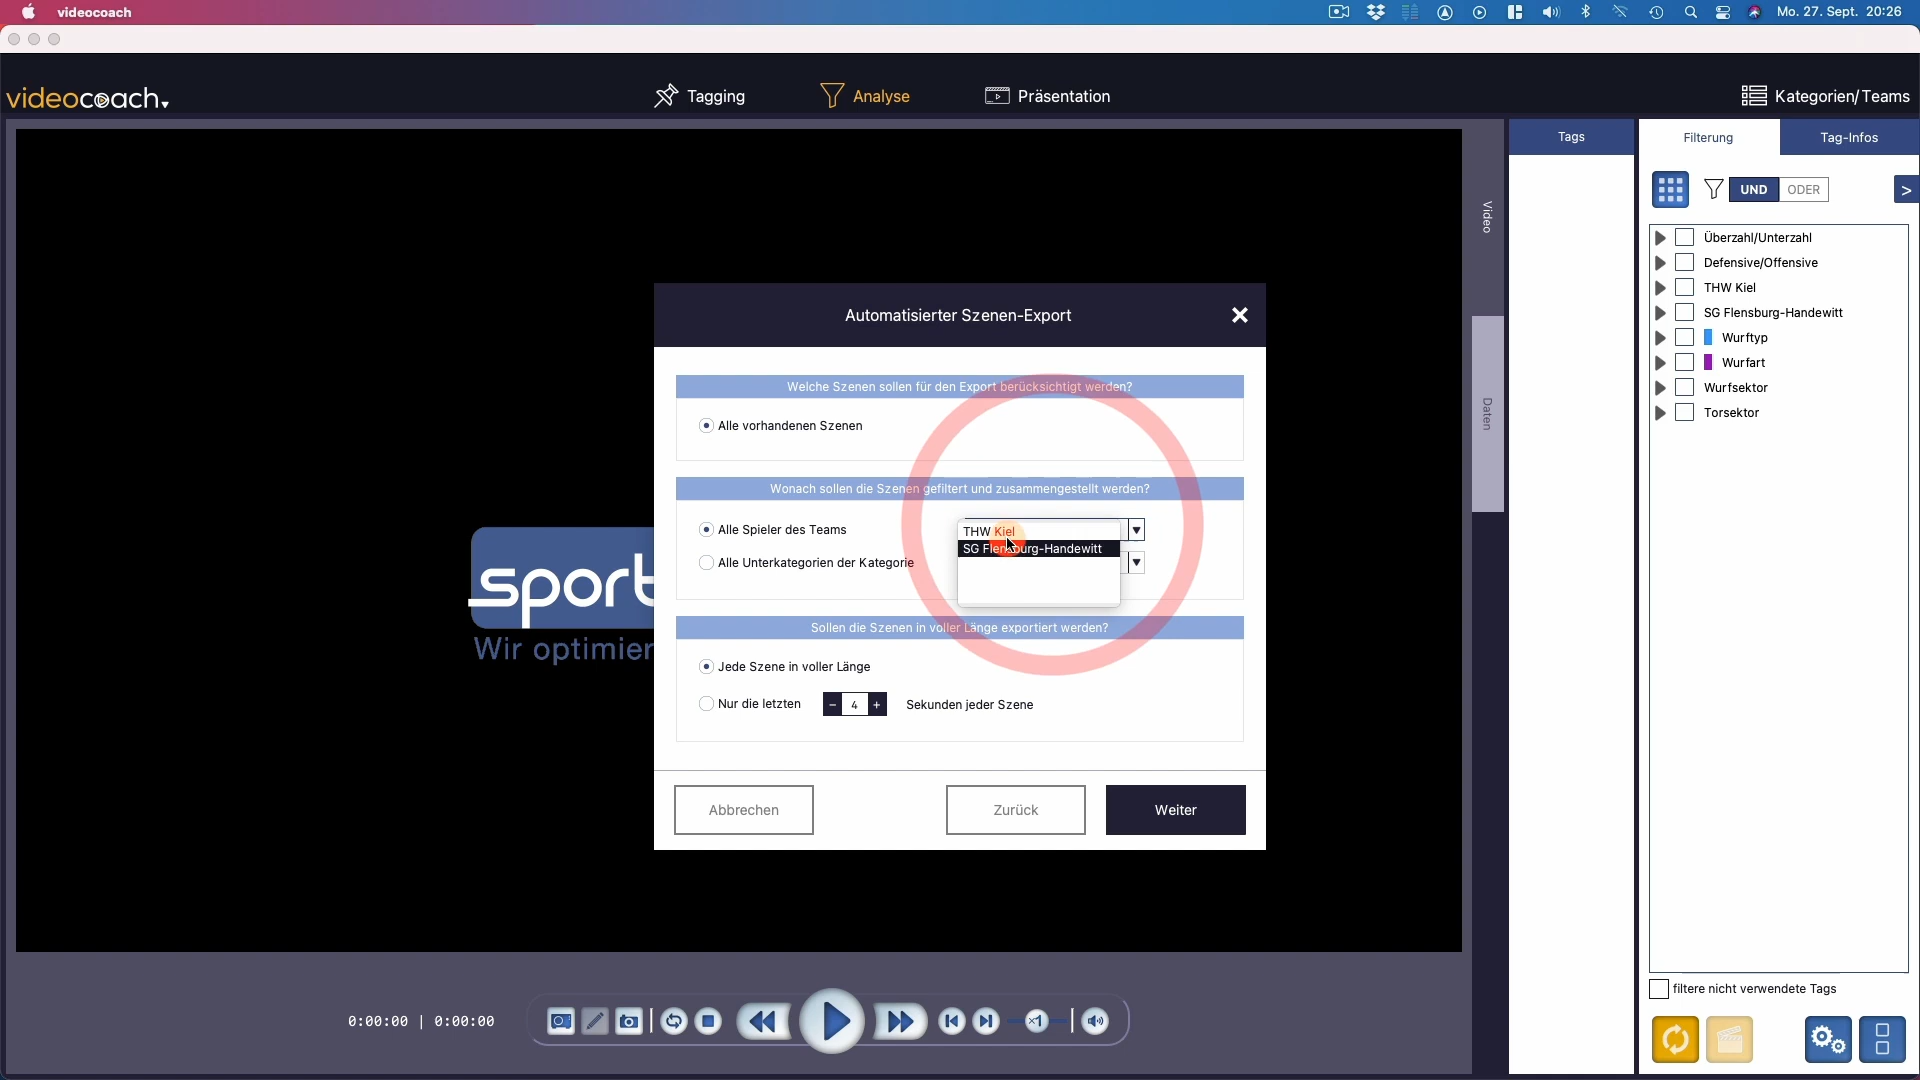 videocoach
Mo. 27. Sept. 20:26
videocoach
Tagging
Analyse
Präsentation
Kategorien/Teams
Tags
Filterung
Tag-Infos
Video
Daten
UND
ODER
>
Überzahl/Unterzahl
Defensive/Offensive
THW Kiel
SG Flensburg-Handewitt
Wurftyp
Wurfart
Wurfsektor
Torsektor
Automatisierter Szenen-Export
Welche Szenen sollen für den Export berücksichtigt werden?
Alle vorhandenen Szenen
Wonach sollen die Szenen gefiltert und zusammengestellt werden?
Alle Spieler des Teams
THW Kiel
SG Flensburg-Handewitt
Alle Unterkategorien der Kategorie
Sollen die Szenen in voller Länge exportiert werden?
Jede Szene in voller Länge
Nur die letzten - 4 + Sekunden jeder Szene
Abbrechen
Zurück
Weiter
sport
Wir optimier
filtere nicht verwendete Tags
0:00:00 | 0:00:00
x1